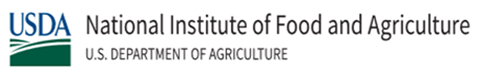 USDA
National Institute of Food and Agriculture
U.S. DEPARTMENT OF AGRICULTURE